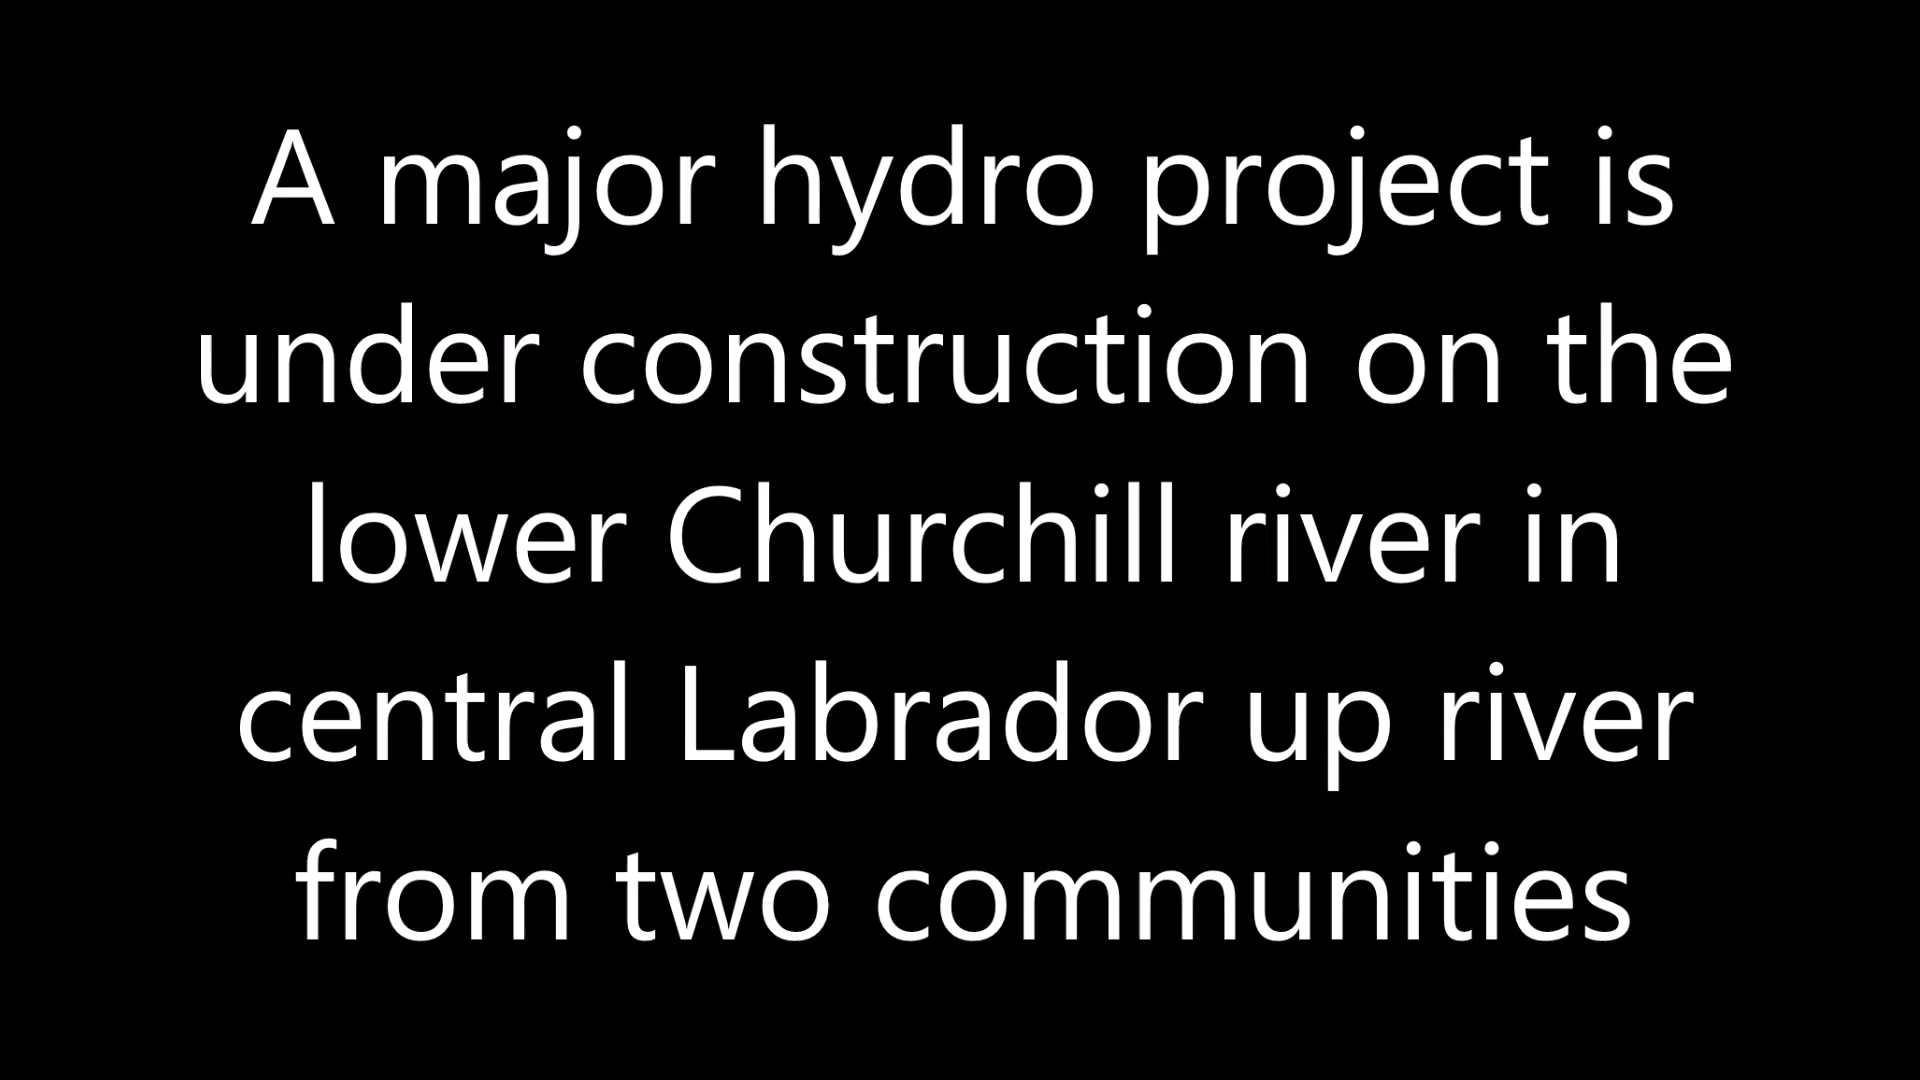 A major hydro project is
under construction on the
lower Churchill river in
central Labrador up river
from two communities